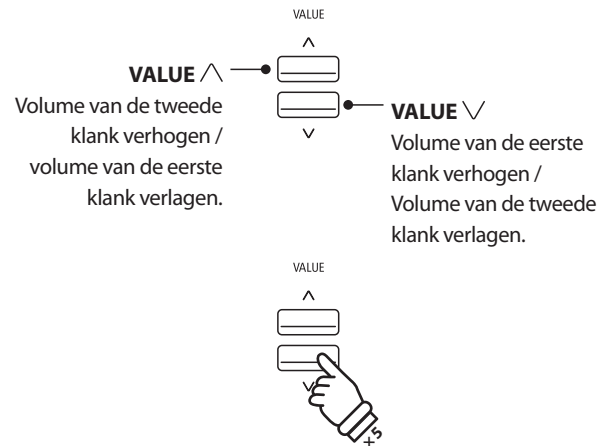 VALUE
VALUE ∧
Volume van de tweede
klank verhogen /
volume van de eerste
klank verlagen.
VALUE ∨
Volume van de eerste
klank verhogen /
Volume van de tweede
klank verlagen.
VALUE
x5